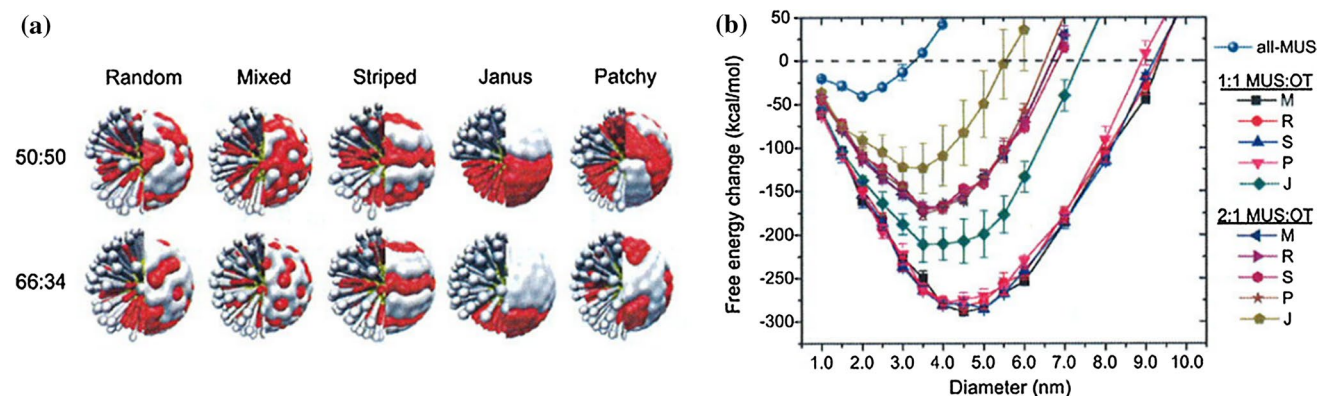 (a)
Random Mixed Striped Janus Patchy
50:50
66:34
(b)
Free energy change (kcal/mol)
50
0
-50
-100
-150
-200
-250
-300
1.0 2.0 3.0 4.0 5.0 6.0 7.0 8.0 9.0 10.0
Diameter (nm)
all-MUS
1:1 MUS:OT
M
R
S
P
J
2:1 MUS:OT
M
R
S
P
J